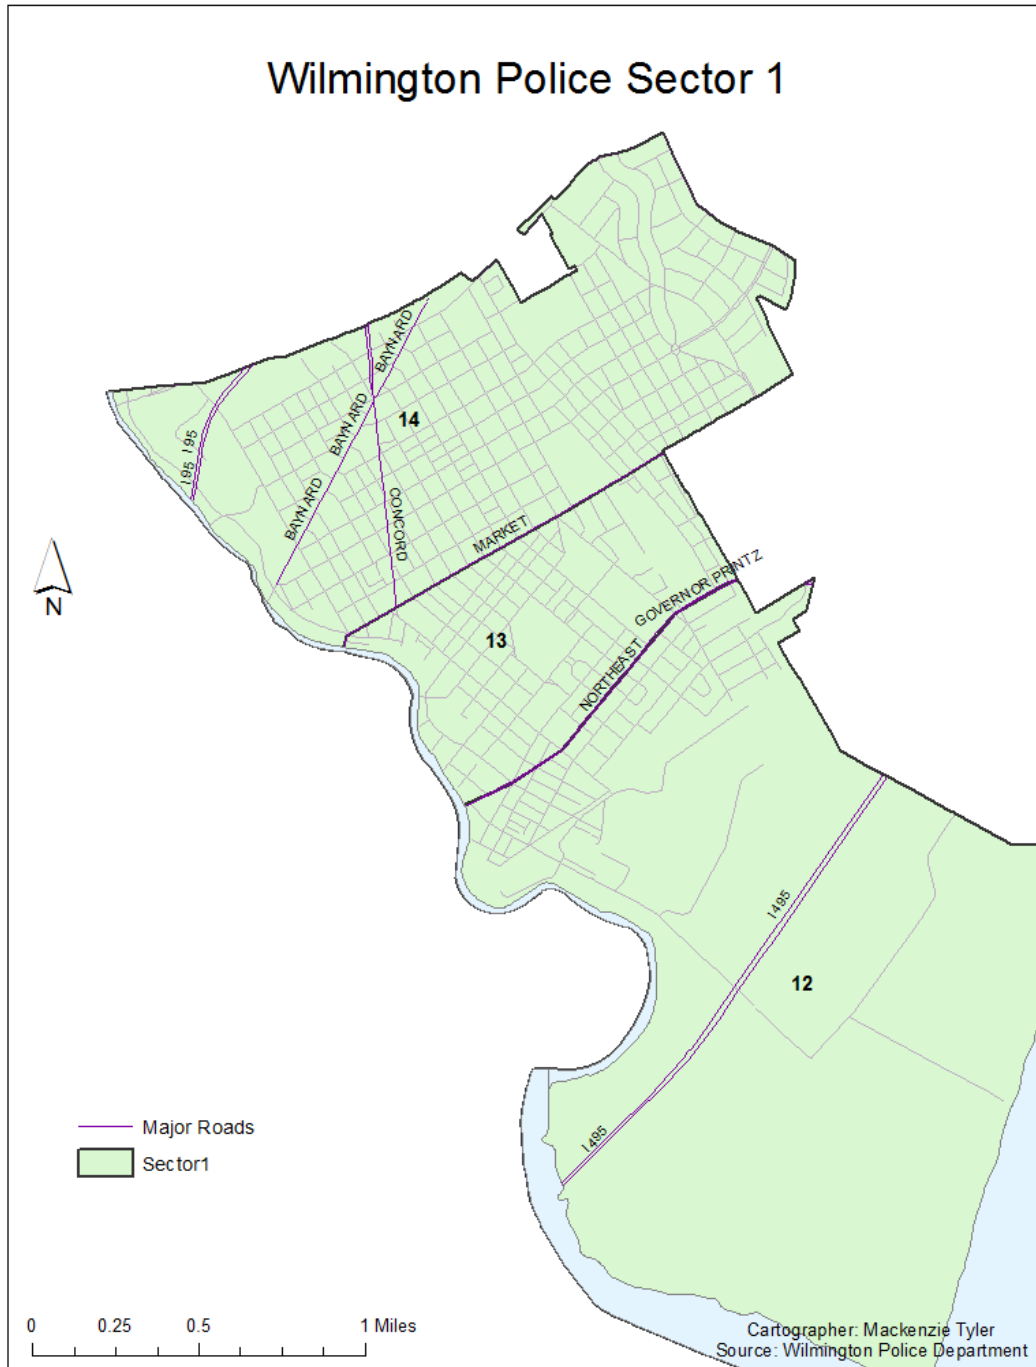 Wilmington Police Sector 1
BAYNARD
BAYNARD
14
195
195
BAYNARD
CONCORD
MARKET
GOVERNOR PRINTZ
N
13
NORTHEAST
I495
12
I495
Major Roads
Sector1
0 0.25 0.5 1 Miles
Cartographer: Mackenzie Tyler
Source: Wilmington Police Department